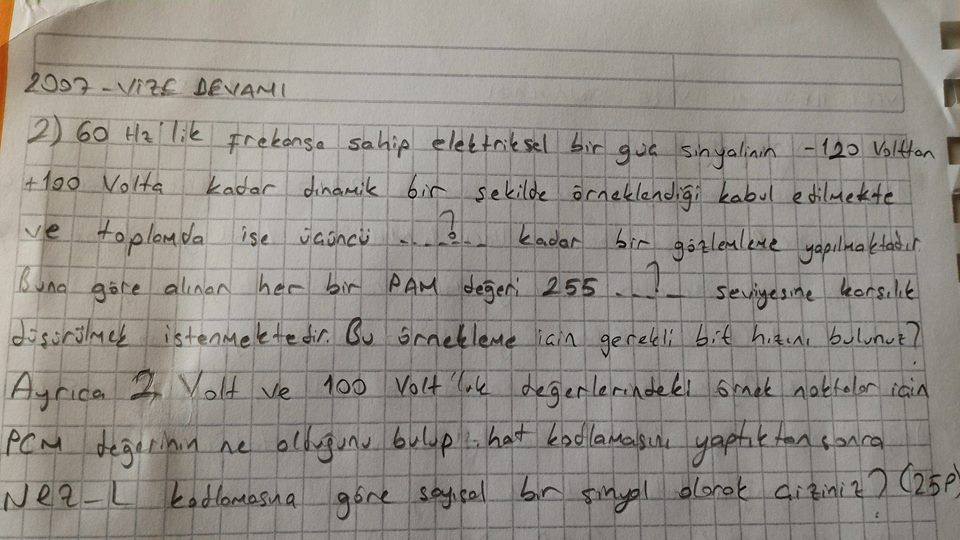 2007 - VİZE DEVAMI
2) 60 Hz'lik frekansa sahip elektriksel bir güç sinyalinin -120 Volttan
+100 Volta kadar dinamik bir şekilde örneklendiği kabul edilmekte
ve toplamda ise üçüncü ....?... kadar bir gözlemleme yapılmaktadır.
Buna göre alınan her bir PAM değeri 255 ...?.. seviyesine karşılık
düşürülmek istenmektedir. Bu örnekleme için gerekli bit hızını bulunuz?
Ayrıca 2 Volt ve 100 Volt'luk değerlerindeki örnek noktalar için
PCM değerinin ne olduğunu bulup hat kodlamasını yaptıktan sonra
NRZ-L kodlamasına göre sayısal bir sinyal olarak çiziniz? (25P)